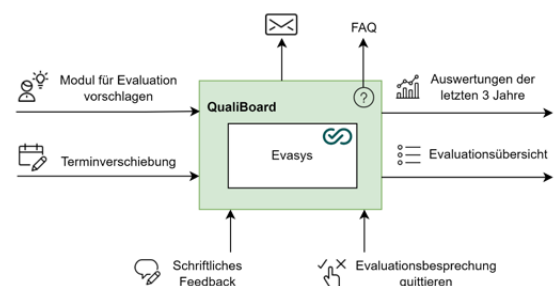 FAQ
Modul für Evaluation
vorschlagen
Auswertungen der
letzten 3 Jahre
QualiBoard
?
Evasys
Terminverschiebung
Evaluationsübersicht
Schriftliches
Feedback
Evaluationsbesprechung
quittieren